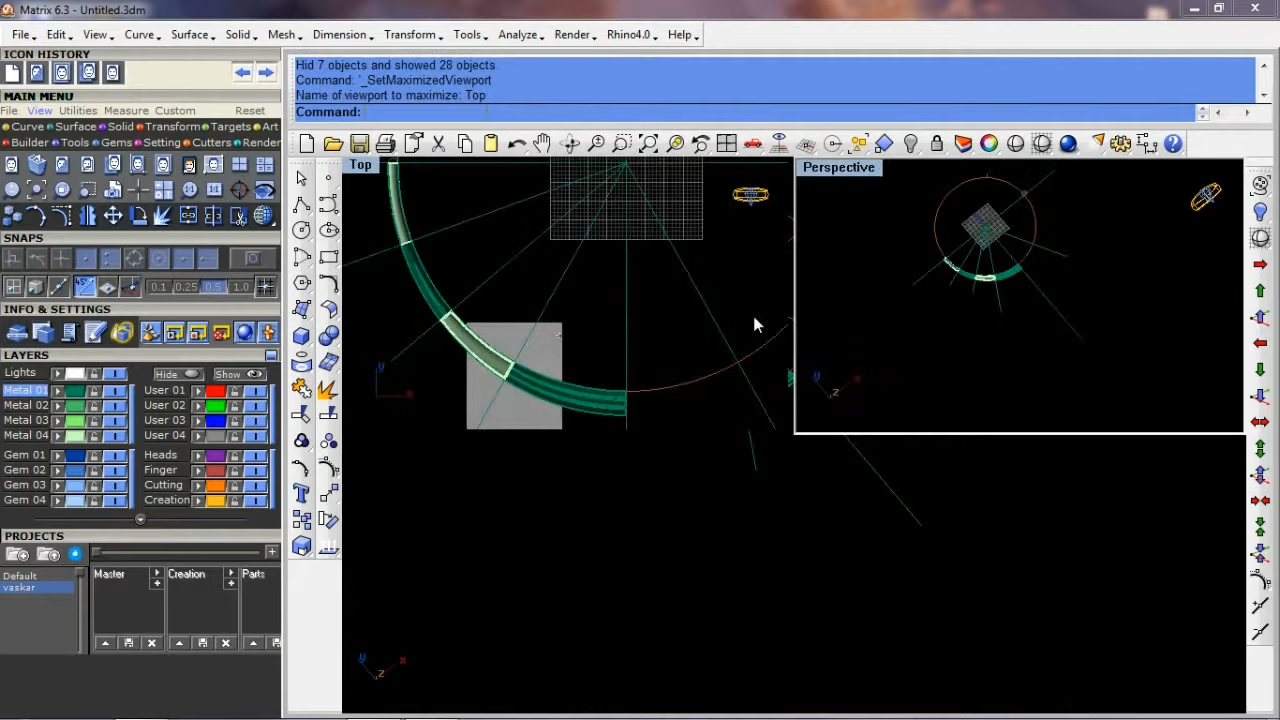 Matrix 6.3 - Untitled.3dm
File Edit View Curve Surface Solid Mesh Dimension Transform Tools Analyze Render Rhino4.0 Help
ICON HISTORY
Hid 7 objects and showed 28 objects.
Command: '_SetMaximizedViewport
Name of viewport to maximize: Top
Command:
MAIN MENU
File View Utilities Measure Custom Reset
Curve Surface Solid Transform Targets Art
Builder Tools Gems Setting Cutters Render
Top
Perspective
SNAPS
0.1 0.25 0.5 1.0
INFO & SETTINGS
LAYERS
Lights Hide Show
Metal 01 User 01
Metal 02 User 02
Metal 03 User 03
Metal 04 User 04
Gem 01 Heads
Gem 02 Finger
Gem 03 Cutting
Gem 04 Creation
PROJECTS
Default
vaskar
Master Creation Parts
y x
y x
z
y
z